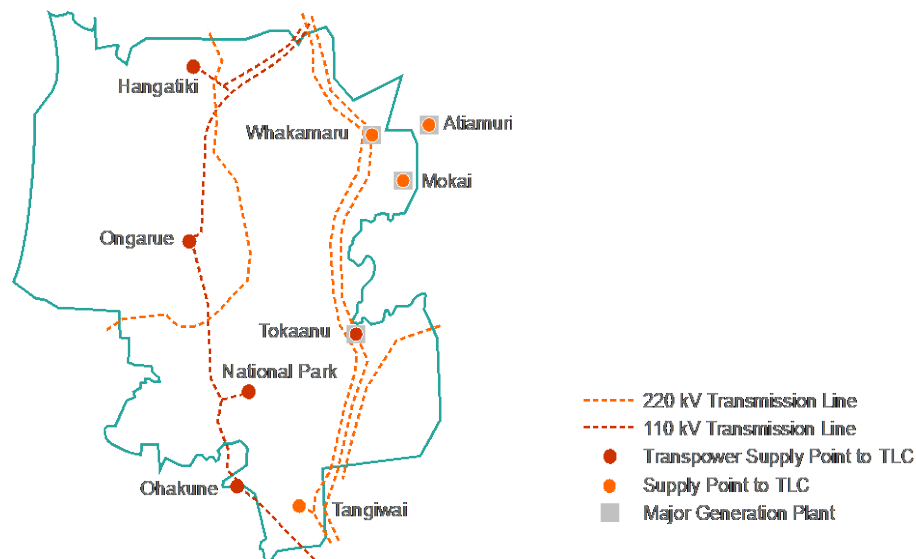 Hangatiki
Whakamaru
Atiamuri
Mokai
Ongarue
Tokaanu
National Park
Ohakune
Tangiwai
220 kV Transmission Line
110 kV Transmission Line
Transpower Supply Point to TLC
Supply Point to TLC
Major Generation Plant